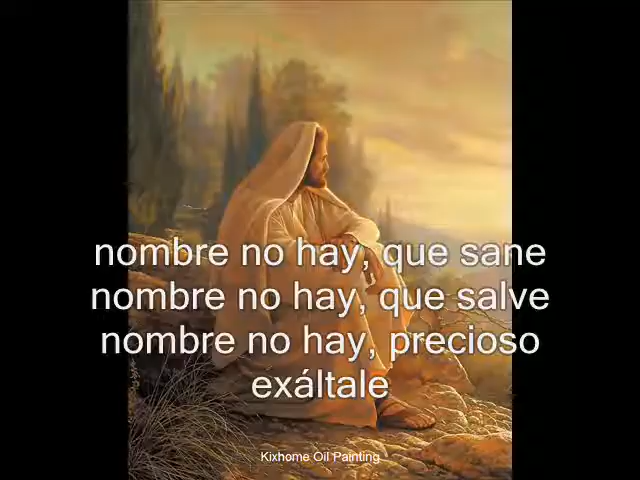 nombre no hay, que sane
nombre no hay, que salve
nombre no hay, precioso
exáltale
Kixhome Oil Painting